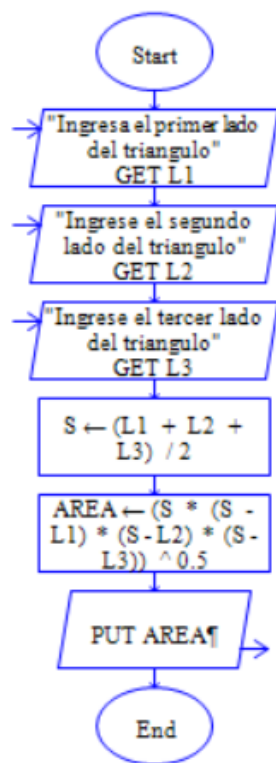 Start
"Ingresa el primer lado
del triangulo"
GET L1
"Ingrese el segundo
lado del triangulo"
GET L2
"Ingrese el tercer lado
del triangulo"
GET L3
S ← (L1 + L2 +
L3) / 2
AREA ← (S * (S -
L1) * (S - L2) * (S -
L3)) ^ 0.5
PUT AREA¶
End